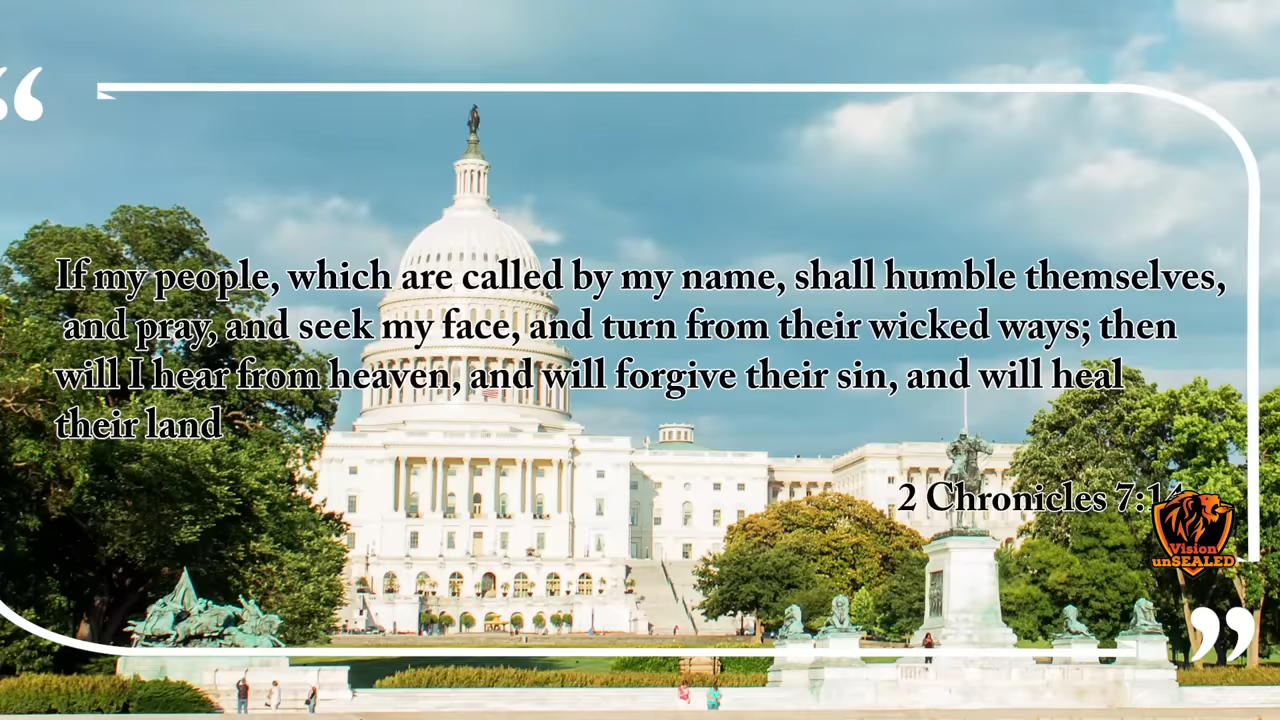 “
If my people, which are called by my name, shall humble themselves,
and pray, and seek my face, and turn from their wicked ways; then
will I hear from heaven, and will forgive their sin, and will heal
their land
2 Chronicles 7:14
Vision
unSEALED
”